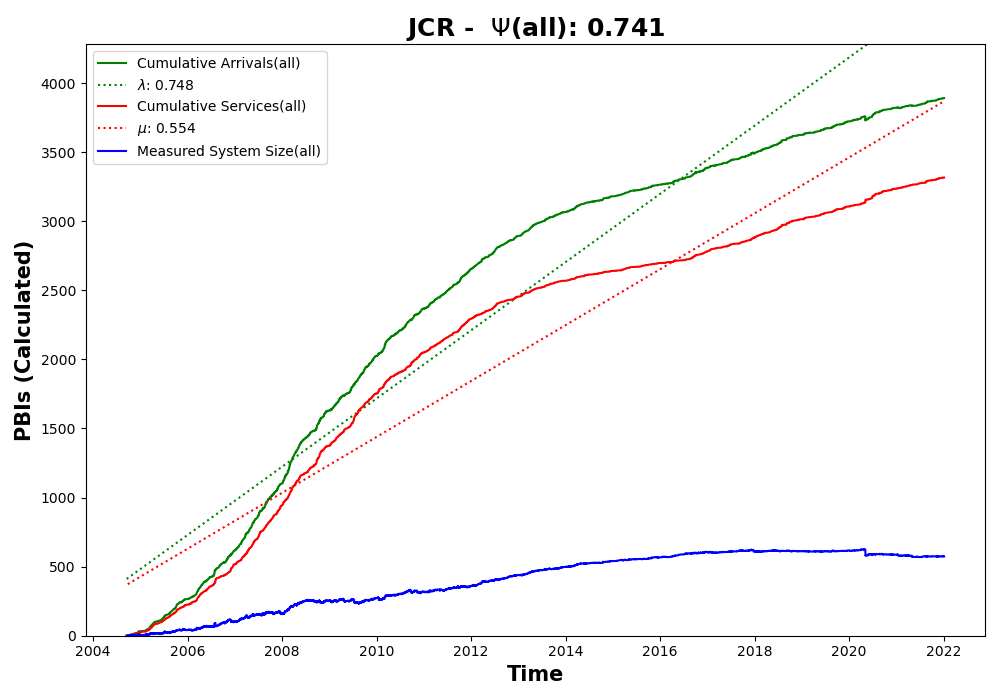 JCR - Ψ(all): 0.741
Cumulative Arrivals(all)
λ: 0.748
Cumulative Services(all)
μ: 0.554
Measured System Size(all)
PBIs (Calculated)
4000
3500
3000
2500
2000
1500
1000
500
0
2004 2006 2008 2010 2012 2014 2016 2018 2020 2022
Time